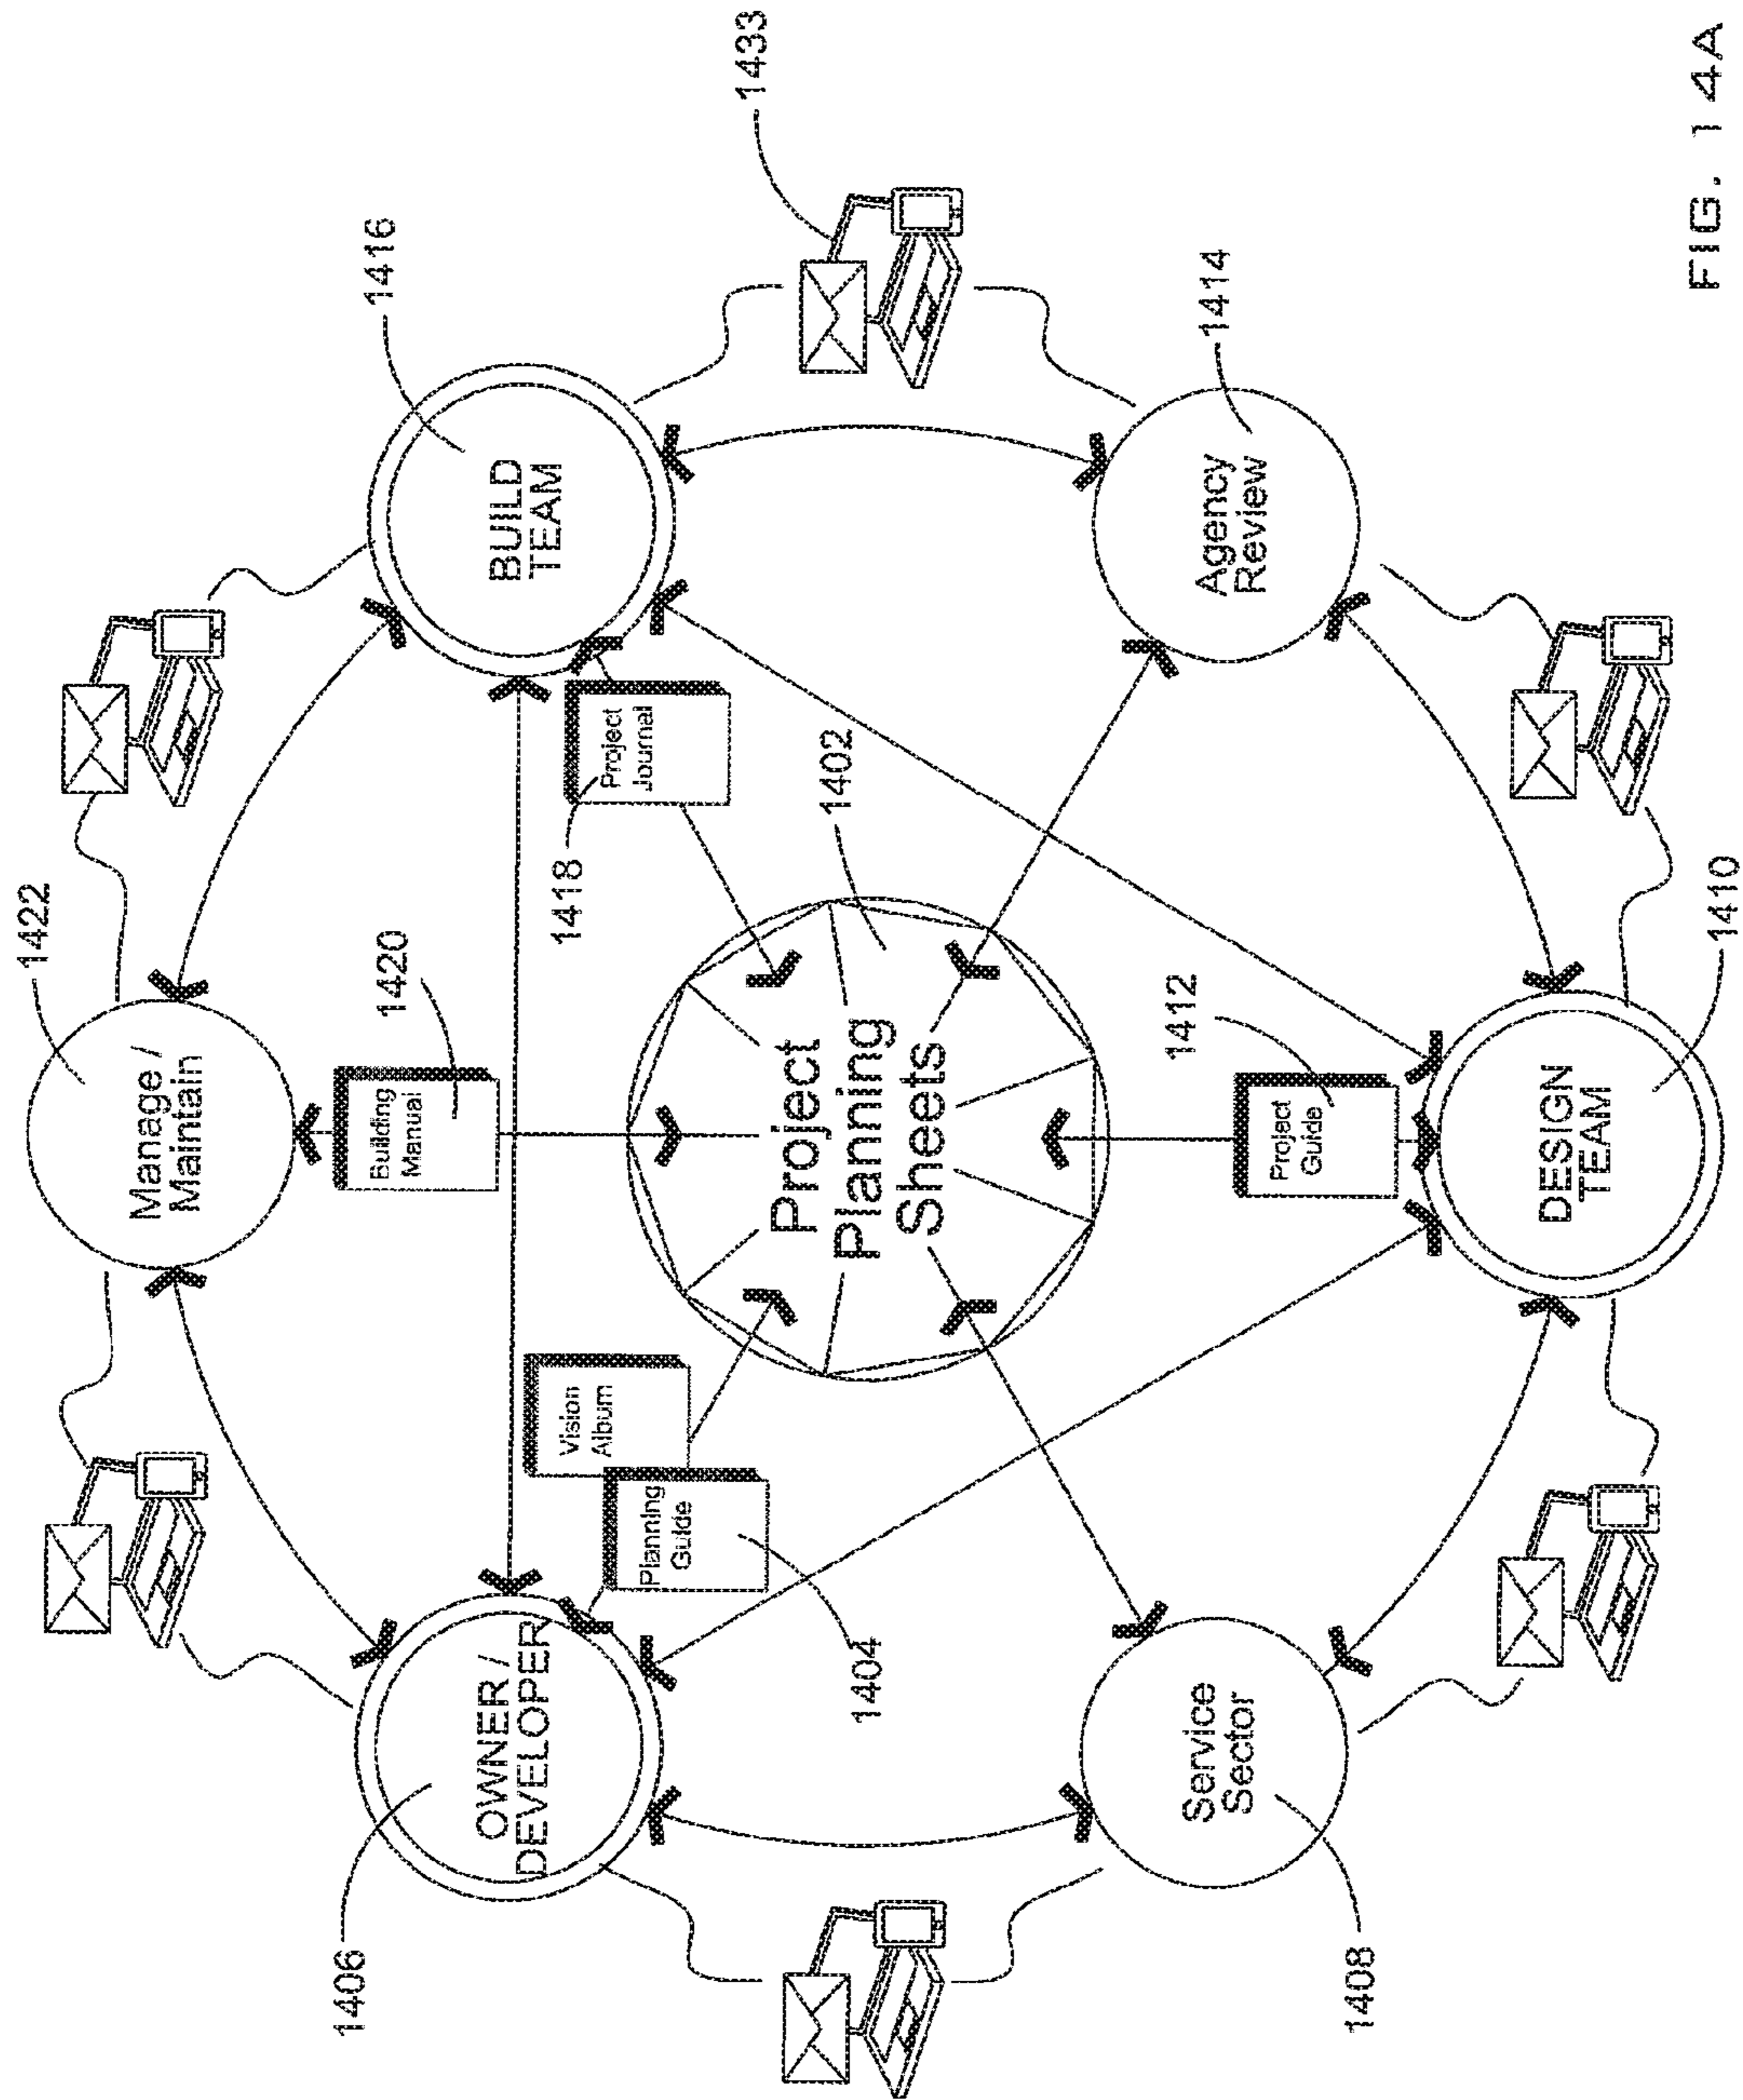 1422
Manage /
Maintain
1406
1420
1416
Building
Manual
OWNER /
DEVELOPER
BUILD
TEAM
1418
Vision
Album
Project
Journal
Planning
Guide
1433
1404
1402
Project
Planning
Sheets
1412
1414
Service
Sector
Agency
Review
Project
Guide
1408
DESIGN
TEAM
1410
FIG. 14A